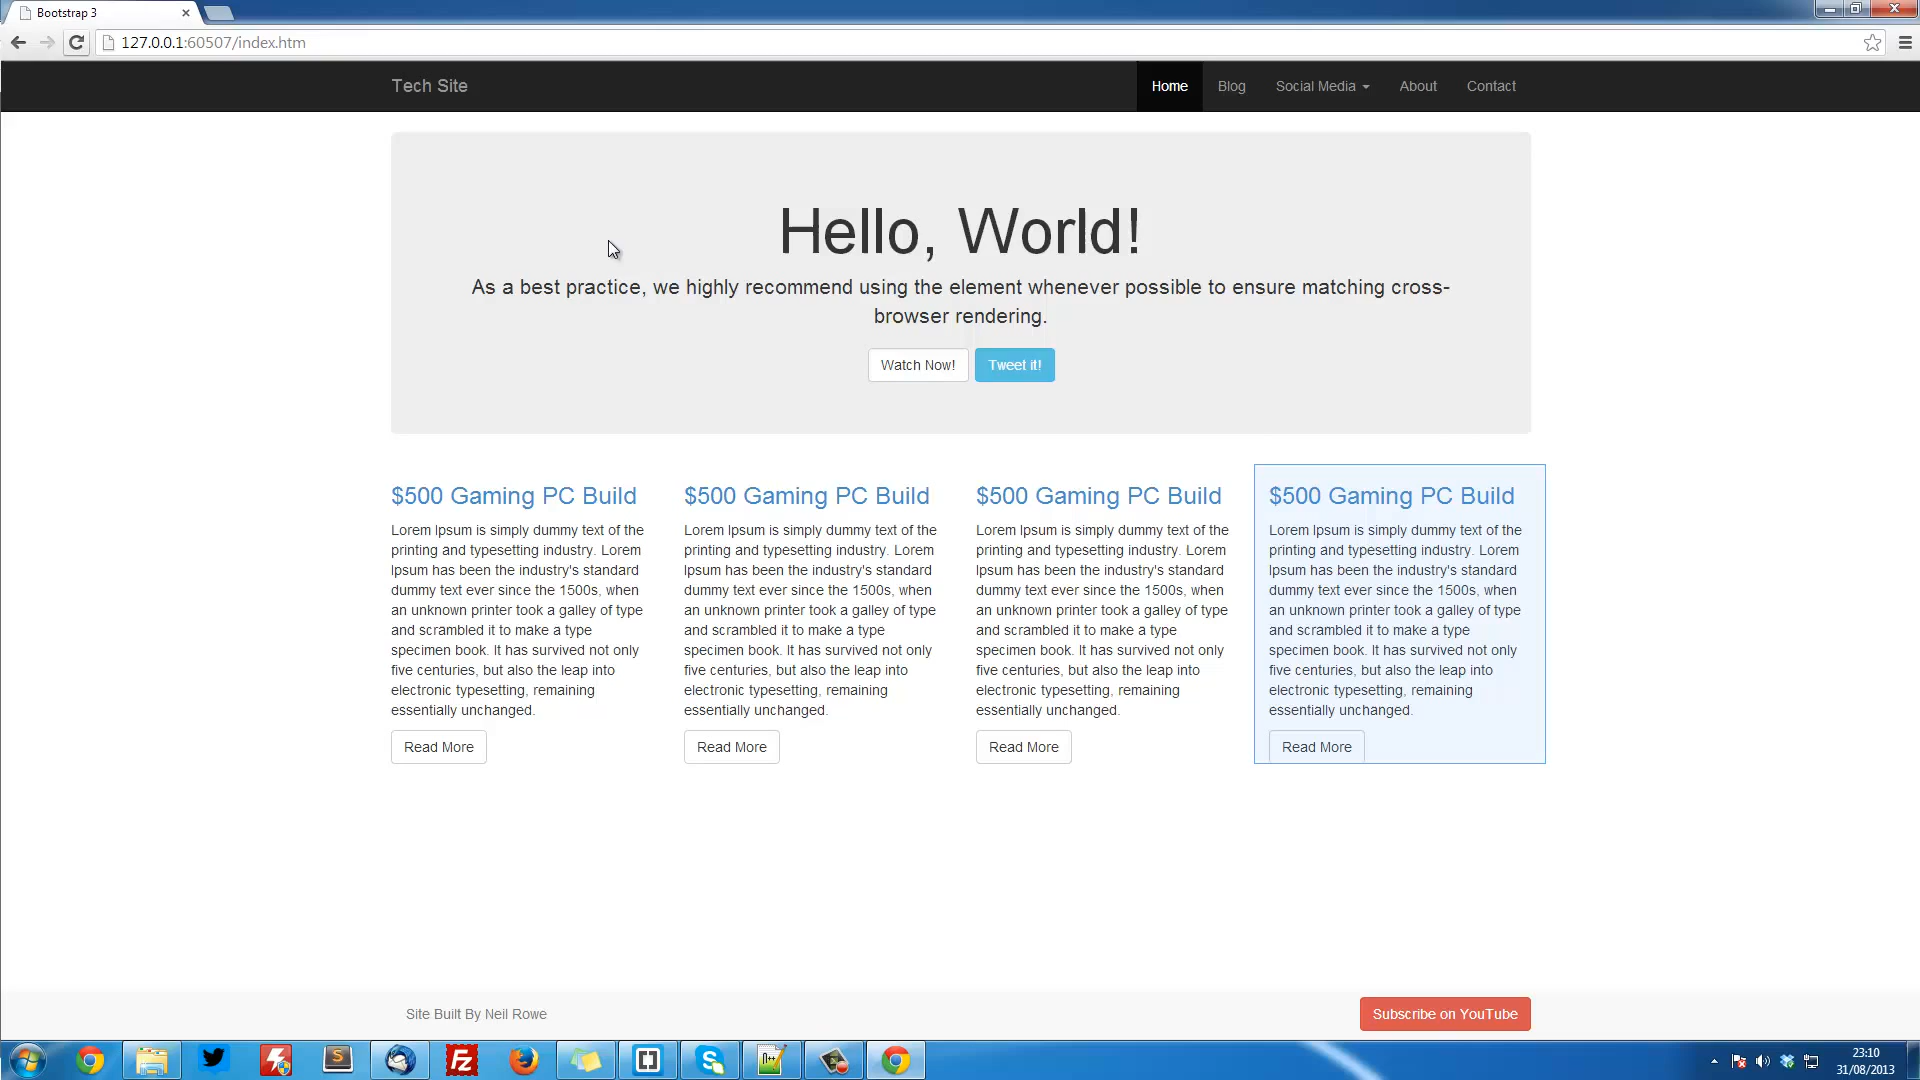 Bootstrap 3
127.0.0.1:60507/index.htm
Tech Site
Home
Blog
Social Media
About
Contact
Hello, World!
As a best practice, we highly recommend using the element whenever possible to ensure matching cross-
browser rendering.
Watch Now!
Tweet it!
$500 Gaming PC Build
Lorem Ipsum is simply dummy text of the
printing and typesetting industry. Lorem
Ipsum has been the industry's standard
dummy text ever since the 1500s, when
an unknown printer took a galley of type
and scrambled it to make a type
specimen book. It has survived not only
five centuries, but also the leap into
electronic typesetting, remaining
essentially unchanged.
Read More
$500 Gaming PC Build
Lorem Ipsum is simply dummy text of the
printing and typesetting industry. Lorem
Ipsum has been the industry's standard
dummy text ever since the 1500s, when
an unknown printer took a galley of type
and scrambled it to make a type
specimen book. It has survived not only
five centuries, but also the leap into
electronic typesetting, remaining
essentially unchanged.
Read More
$500 Gaming PC Build
Lorem Ipsum is simply dummy text of the
printing and typesetting industry. Lorem
Ipsum has been the industry's standard
dummy text ever since the 1500s, when
an unknown printer took a galley of type
and scrambled it to make a type
specimen book. It has survived not only
five centuries, but also the leap into
electronic typesetting, remaining
essentially unchanged.
Read More
$500 Gaming PC Build
Lorem Ipsum is simply dummy text of the
printing and typesetting industry. Lorem
Ipsum has been the industry's standard
dummy text ever since the 1500s, when
an unknown printer took a galley of type
and scrambled it to make a type
specimen book. It has survived not only
five centuries, but also the leap into
electronic typesetting, remaining
essentially unchanged.
Read More
Site Built By Neil Rowe
Subscribe on YouTube
23:10
31/08/2013